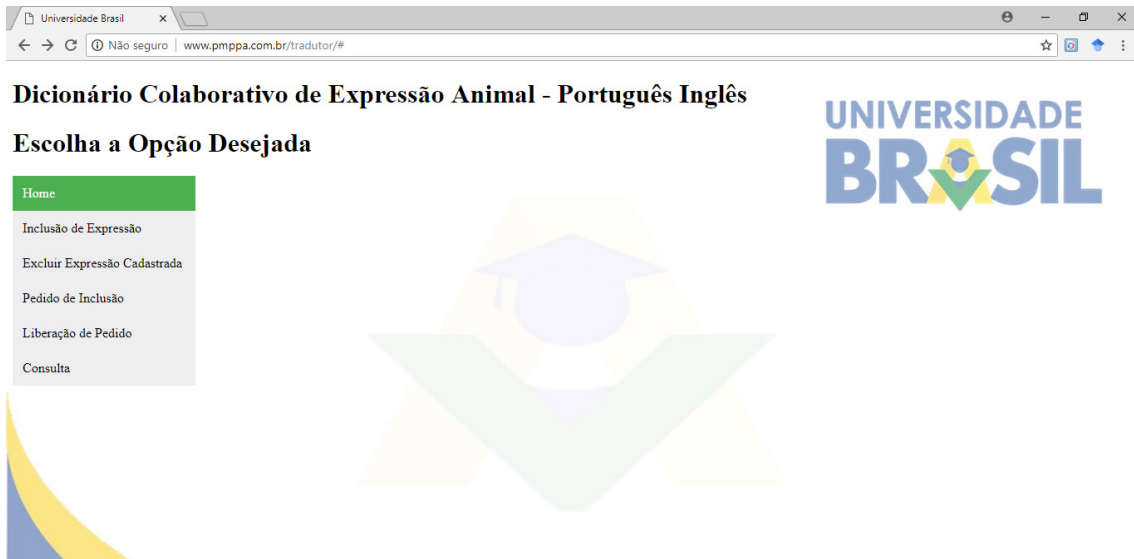 Universidade Brasil
Não seguro | www.pmppa.com.br/tradutor/#
Dicionário Colaborativo de Expressão Animal - Português Inglês
UNIVERSIDADE
BRASIL
Escolha a Opção Desejada
Home
Inclusão de Expressão
Excluir Expressão Cadastrada
Pedido de Inclusão
Liberação de Pedido
Consulta